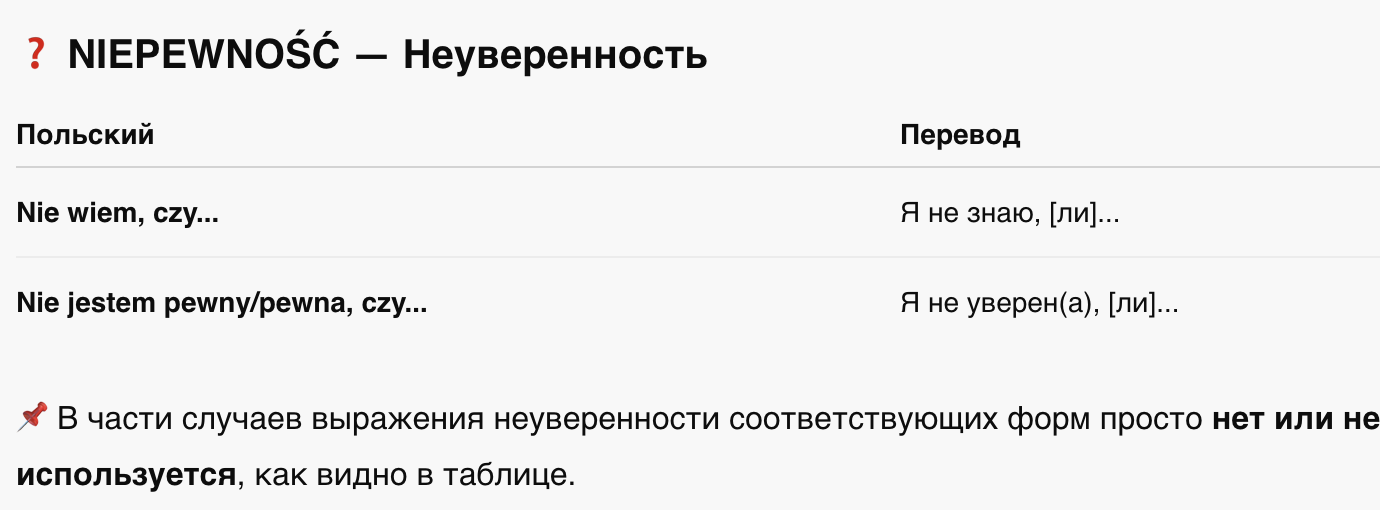 ❓ NIEPEWNOŚĆ — Неуверенность
Польский Перевод
Nie wiem, czy... Я не знаю, [ли]...
Nie jestem pewny/pewna, czy... Я не уверен(а), [ли]...
📌 В части случаев выражения неуверенности соответствующих форм просто нет или не
используется, как видно в таблице.